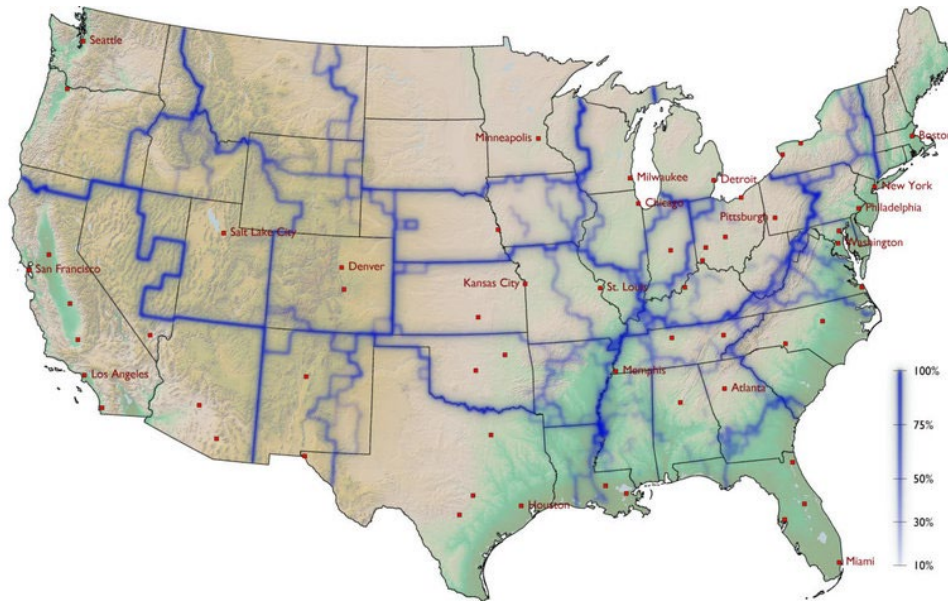 Seattle
Minneapolis
Boston
Milwaukee
Detroit
New York
Chicago
Philadelphia
Pittsburgh
Salt Lake City
Washington
Denver
San Francisco
Kansas City
St. Louis
Los Angeles
Memphis
Atlanta
100%
75%
50%
30%
10%
Houston
Miami